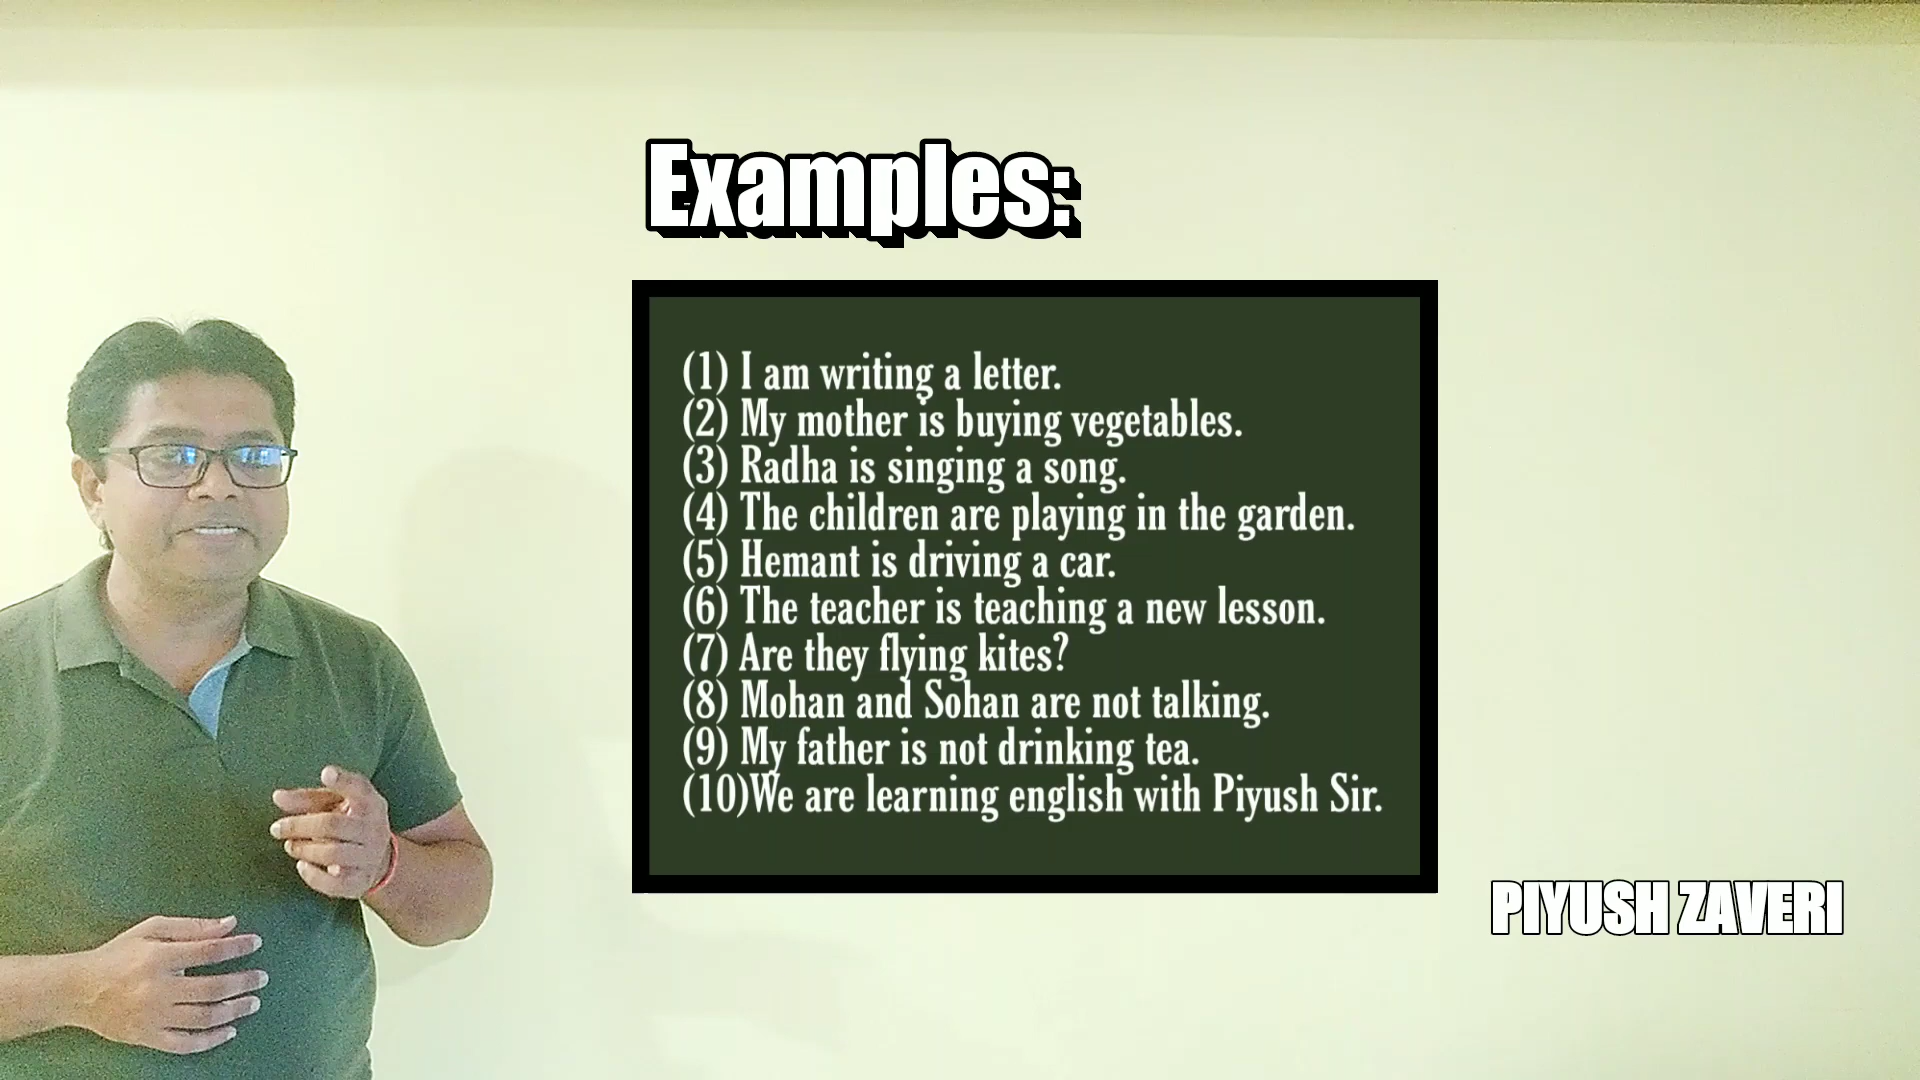 Examples:
(1) I am writing a letter.
(2) My mother is buying vegetables.
(3) Radha is singing a song.
(4) The children are playing in the garden.
(5) Hemant is driving a car.
(6) The teacher is teaching a new lesson.
(7) Are they flying kites?
(8) Mohan and Sohan are not talking.
(9) My father is not drinking tea.
(10)We are learning english with Piyush Sir.
PIYUSH ZAVERI